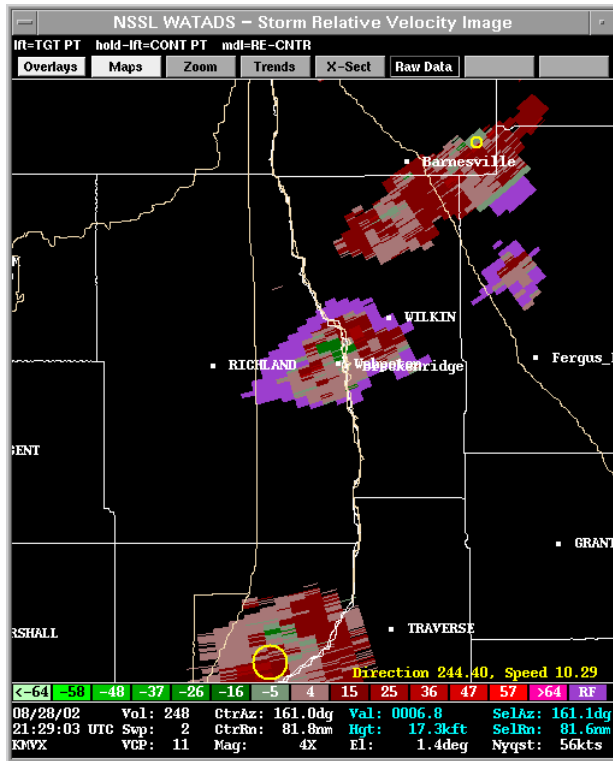 NSSL WATADS – Storm Relative Velocity Image
lft=TGT PT hold-lft=CONT PT mdl=RE-CNTR
Overlays Maps Zoom Trends X-Sect Raw Data
Barnesville
WILKIN
RICHLAND
Breckenridge
Fergus_
GENT
GRANT
RSHALL
TRAVERSE
Direction 244.40, Speed 10.29
<-64 -58 -48 -37 -26 -16 -5 4 15 25 36 47 57 >64 RF
08/28/02 Vol: 248 CtrAz: 161.0dg Val: 0006.8 SelAz: 161.1dg
21:29:03 UTC Swp: 2 CtrRn: 81.8nm Hgt: 17.3kft SelRn: 81.6nm
KMVX VCP: 11 Mag: 4X El: 1.4deg Nyqst: 56kts